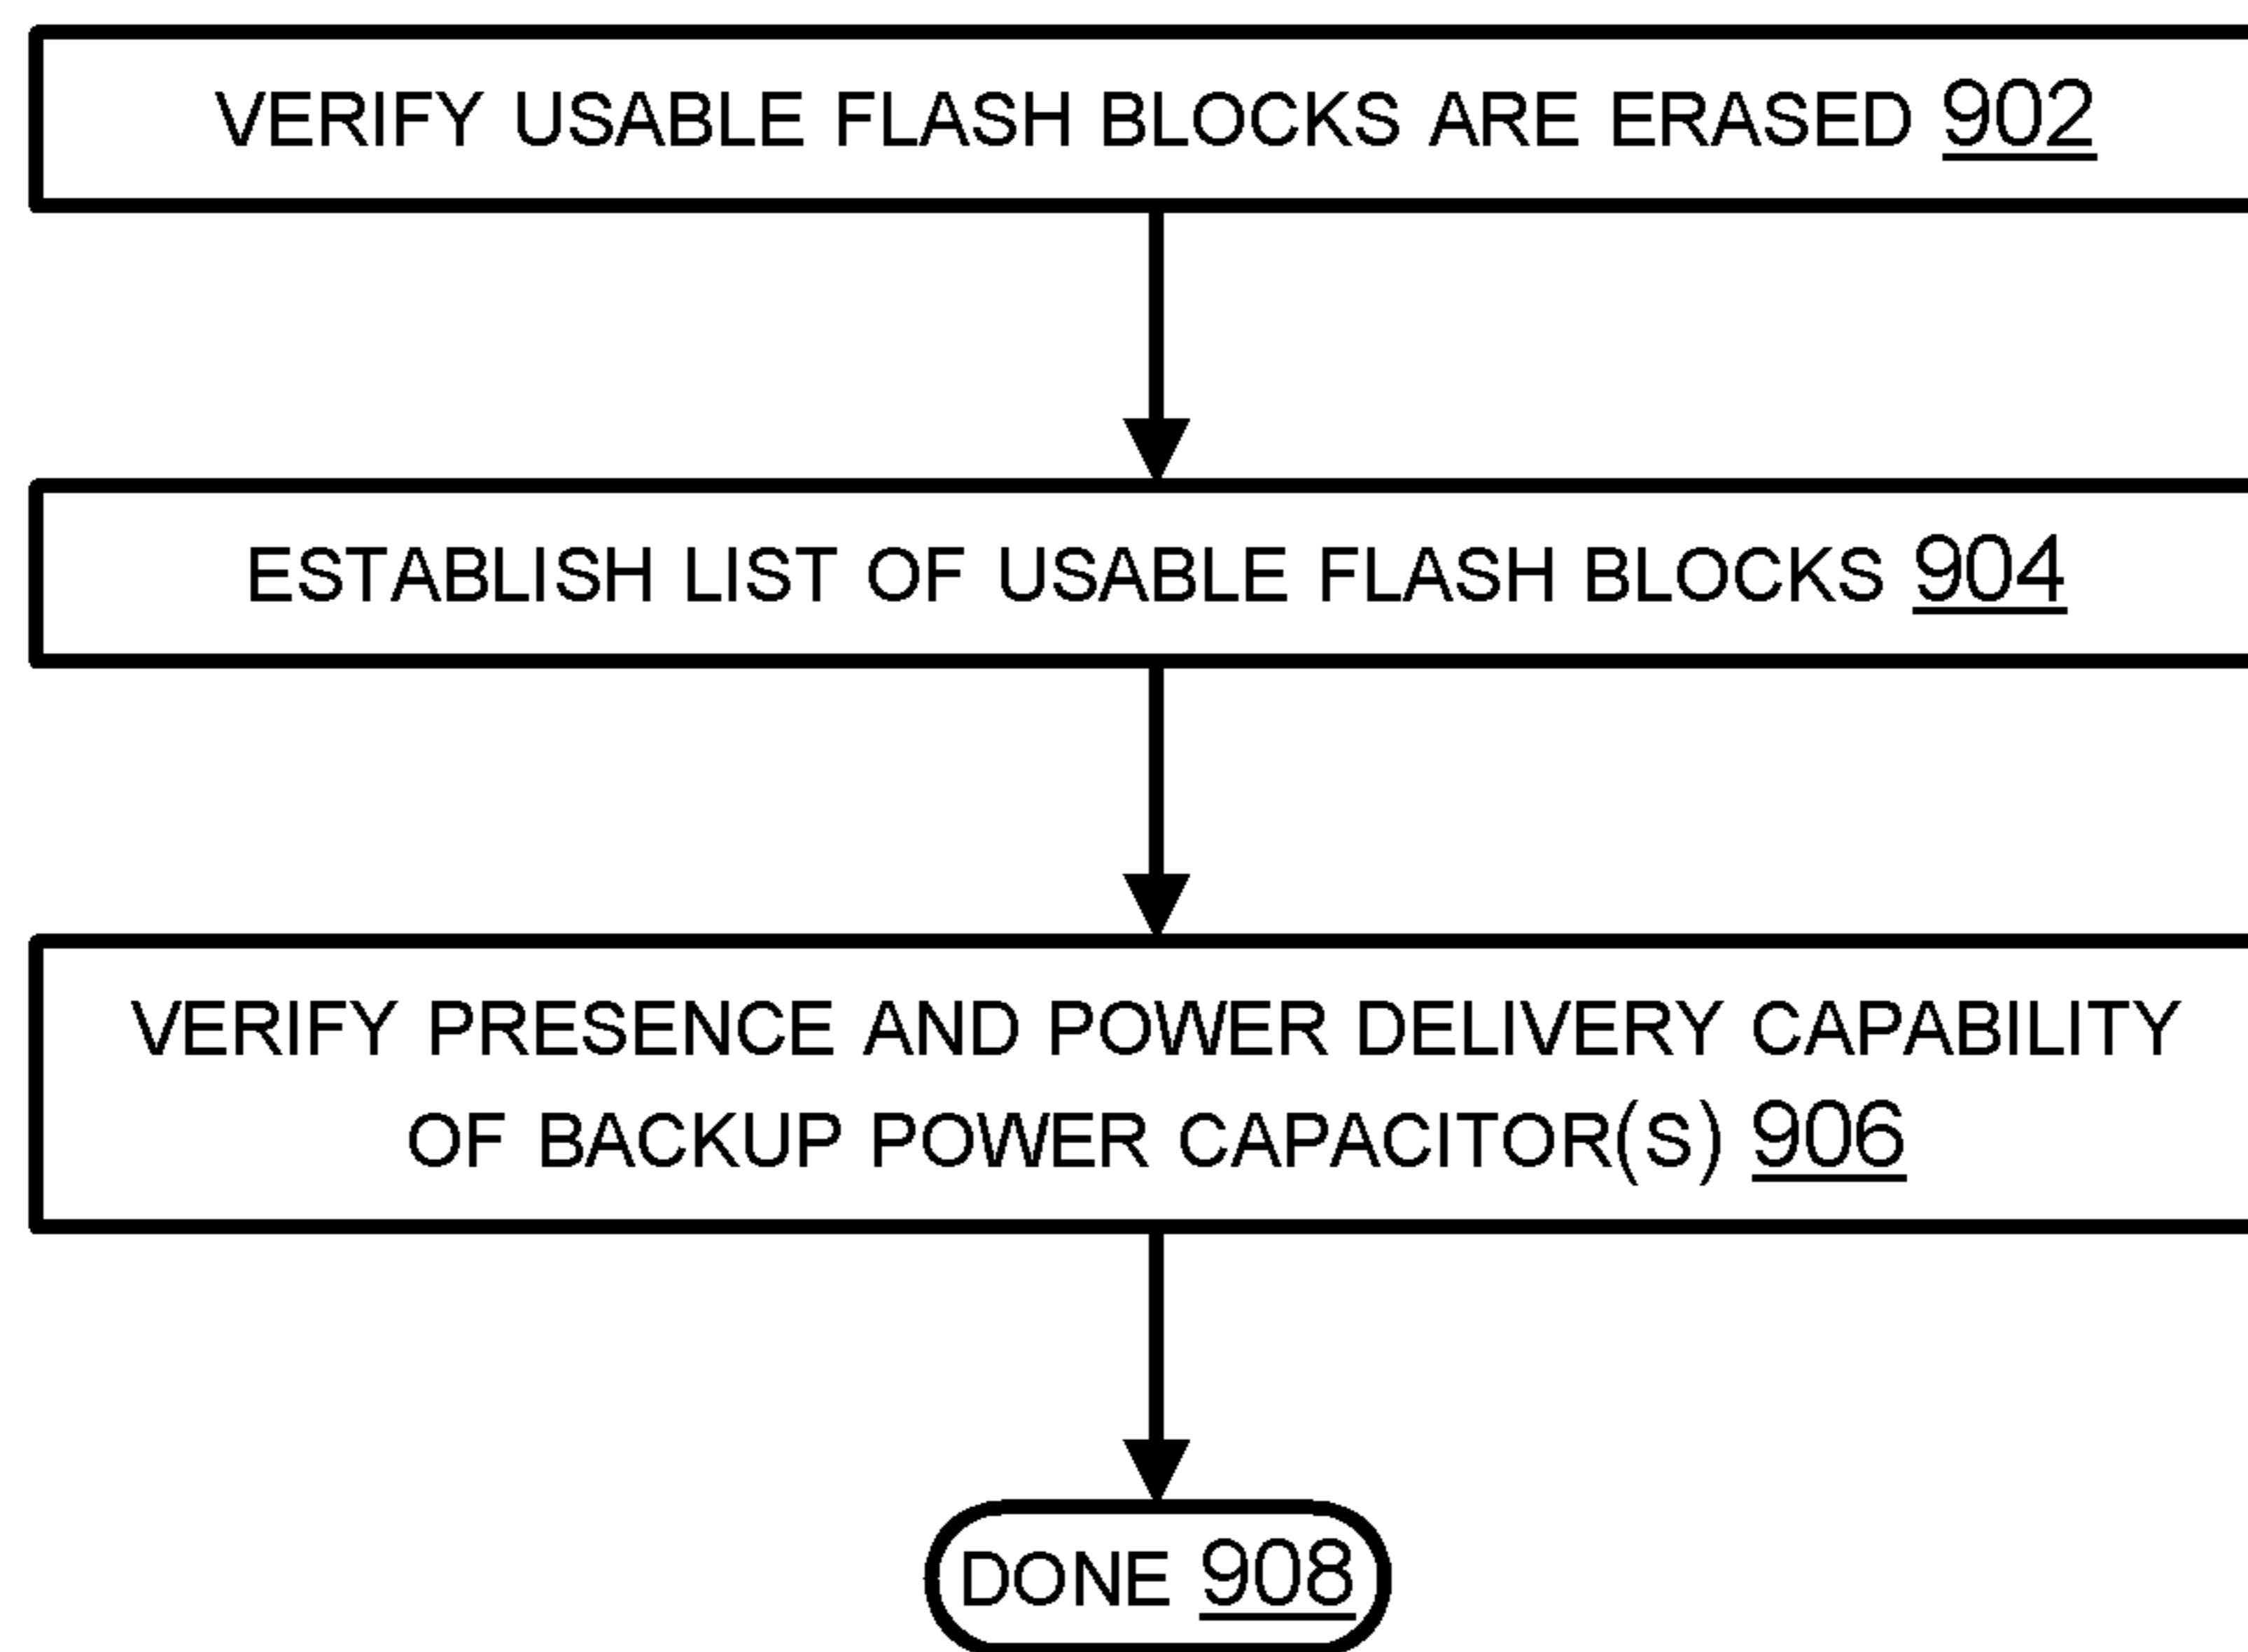 VERIFY USABLE FLASH BLOCKS ARE ERASED 902
ESTABLISH LIST OF USABLE FLASH BLOCKS 904
VERIFY PRESENCE AND POWER DELIVERY CAPABILITY
OF BACKUP POWER CAPACITOR(S) 906
DONE 908